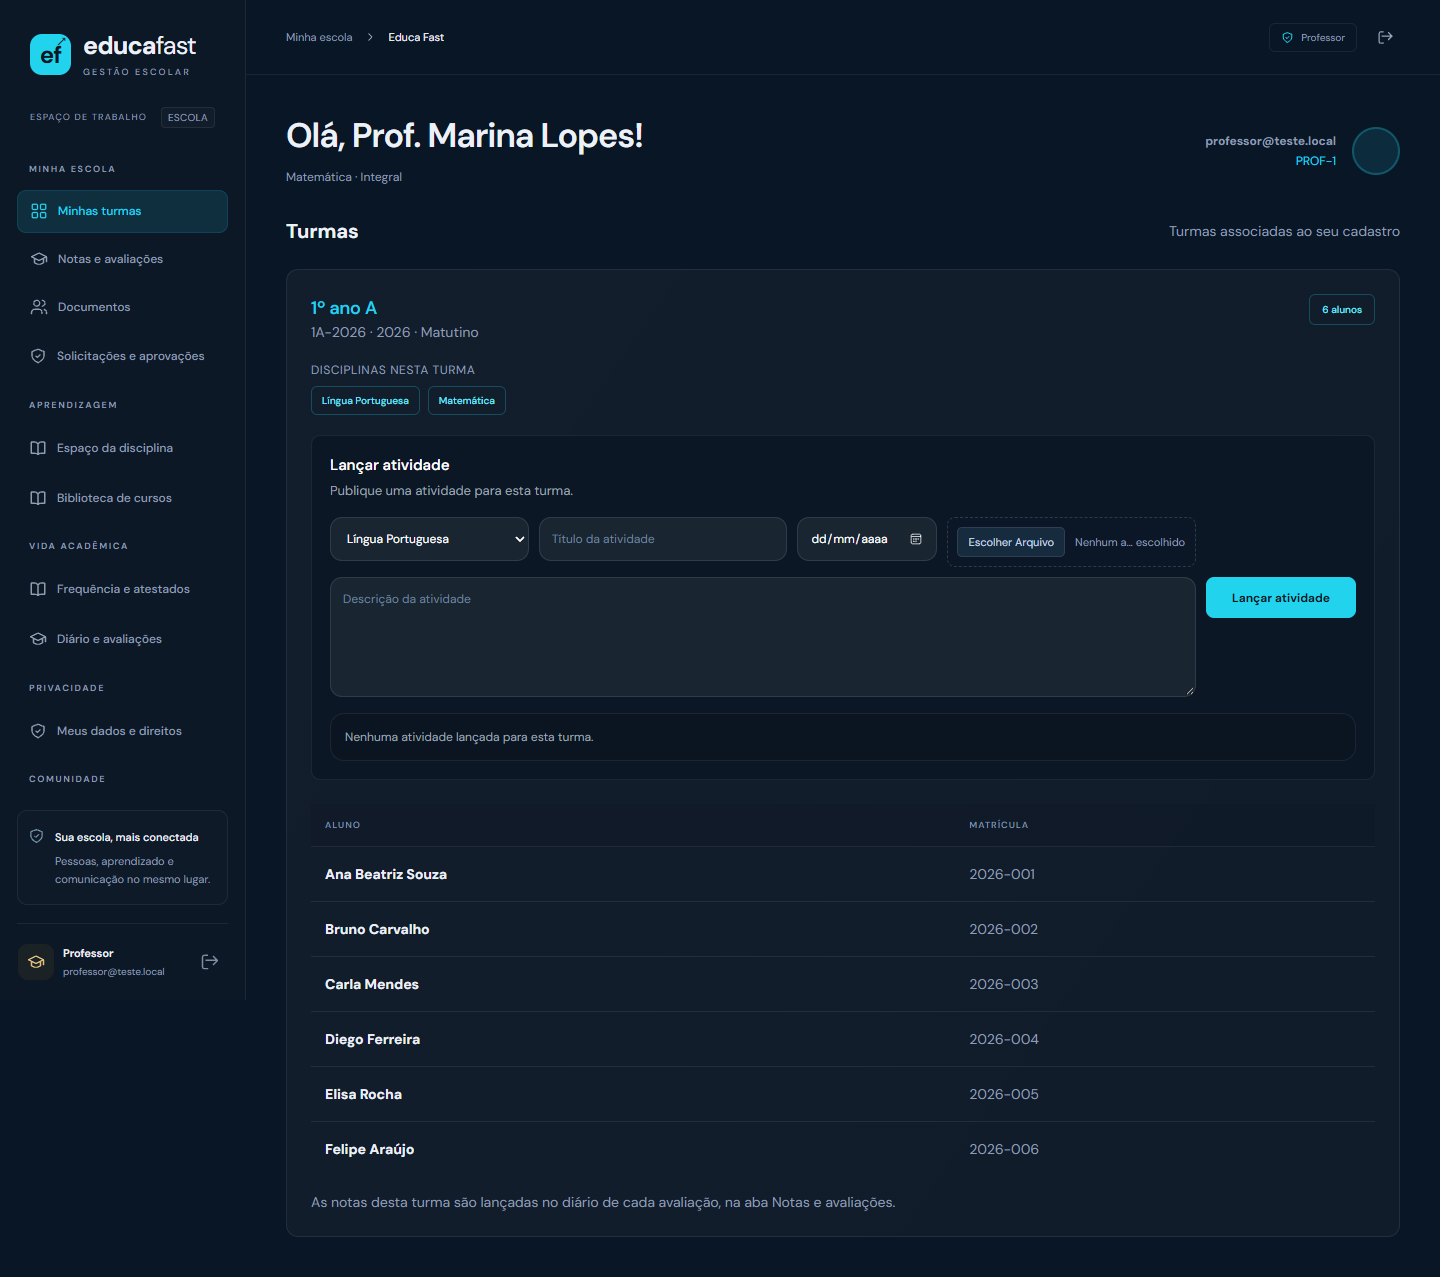 ef educafast
GESTÃO ESCOLAR
ESPAÇO DE TRABALHO ESCOLA
MINHA ESCOLA
Minhas turmas
Notas e avaliações
Documentos
Solicitações e aprovações
APRENDIZAGEM
Espaço da disciplina
Biblioteca de cursos
VIDA ACADÊMICA
Frequência e atestados
Diário e avaliações
PRIVACIDADE
Meus dados e direitos
COMUNIDADE
Sua escola, mais conectada
Pessoas, aprendizado e
comunicação no mesmo lugar.
Professor
professor@teste.local
Minha escola > Educa Fast
Professor
Olá, Prof. Marina Lopes!
Matemática · Integral
professor@teste.local
PROF-1
Turmas
Turmas associadas ao seu cadastro
1º ano A
1A-2026 · 2026 · Matutino
6 alunos
DISCIPLINAS NESTA TURMA
Língua Portuguesa Matemática
Lançar atividade
Publique uma atividade para esta turma.
Língua Portuguesa Título da atividade dd/mm/aaaa Escolher Arquivo Nenhum a... escolhido
Descrição da atividade
Lançar atividade
Nenhuma atividade lançada para esta turma.
ALUNO MATRÍCULA
Ana Beatriz Souza 2026-001
Bruno Carvalho 2026-002
Carla Mendes 2026-003
Diego Ferreira 2026-004
Elisa Rocha 2026-005
Felipe Araújo 2026-006
As notas desta turma são lançadas no diário de cada avaliação, na aba Notas e avaliações.